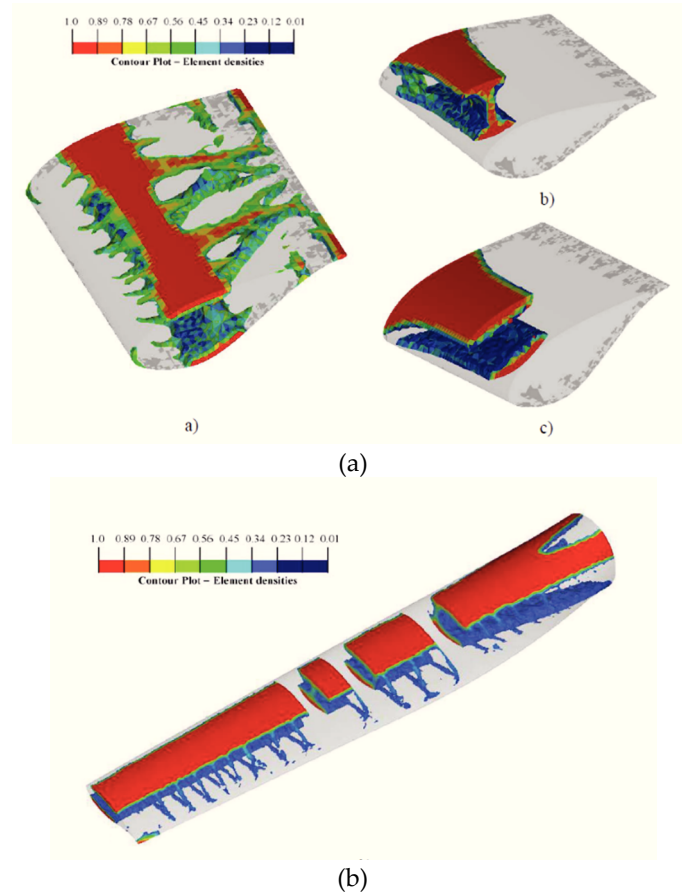 1.0 0.89 0.78 0.67 0.56 0.45 0.34 0.23 0.12 0.01
Contour Plot – Element densities
a)
b)
c)
(a)
1.0 0.89 0.78 0.67 0.56 0.45 0.34 0.23 0.12 0.01
Contour Plot – Element densities
(b)